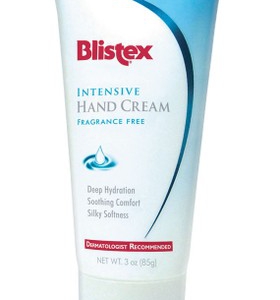 Blistex
INTENSIVE
HAND CREAM
FRAGRANCE FREE
Deep Hydration
Soothing Comfort
Silky Softness
DERMATOLOGIST RECOMMENDED
NET WT. 3 oz (85g)